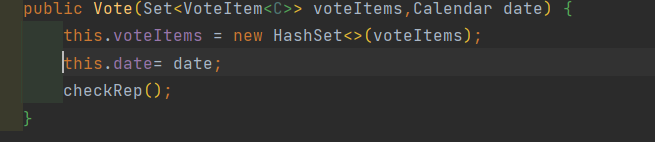 public Vote(Set<VoteItem<C>> voteItems,Calendar date) {
this.voteItems = new HashSet<>(voteItems);
this.date= date;
checkRep();
}